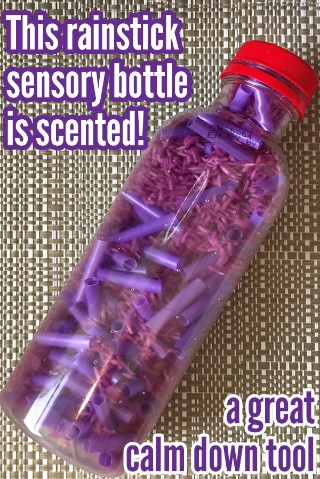 This rainstick
sensory bottle
is scented!
a great
calm down tool